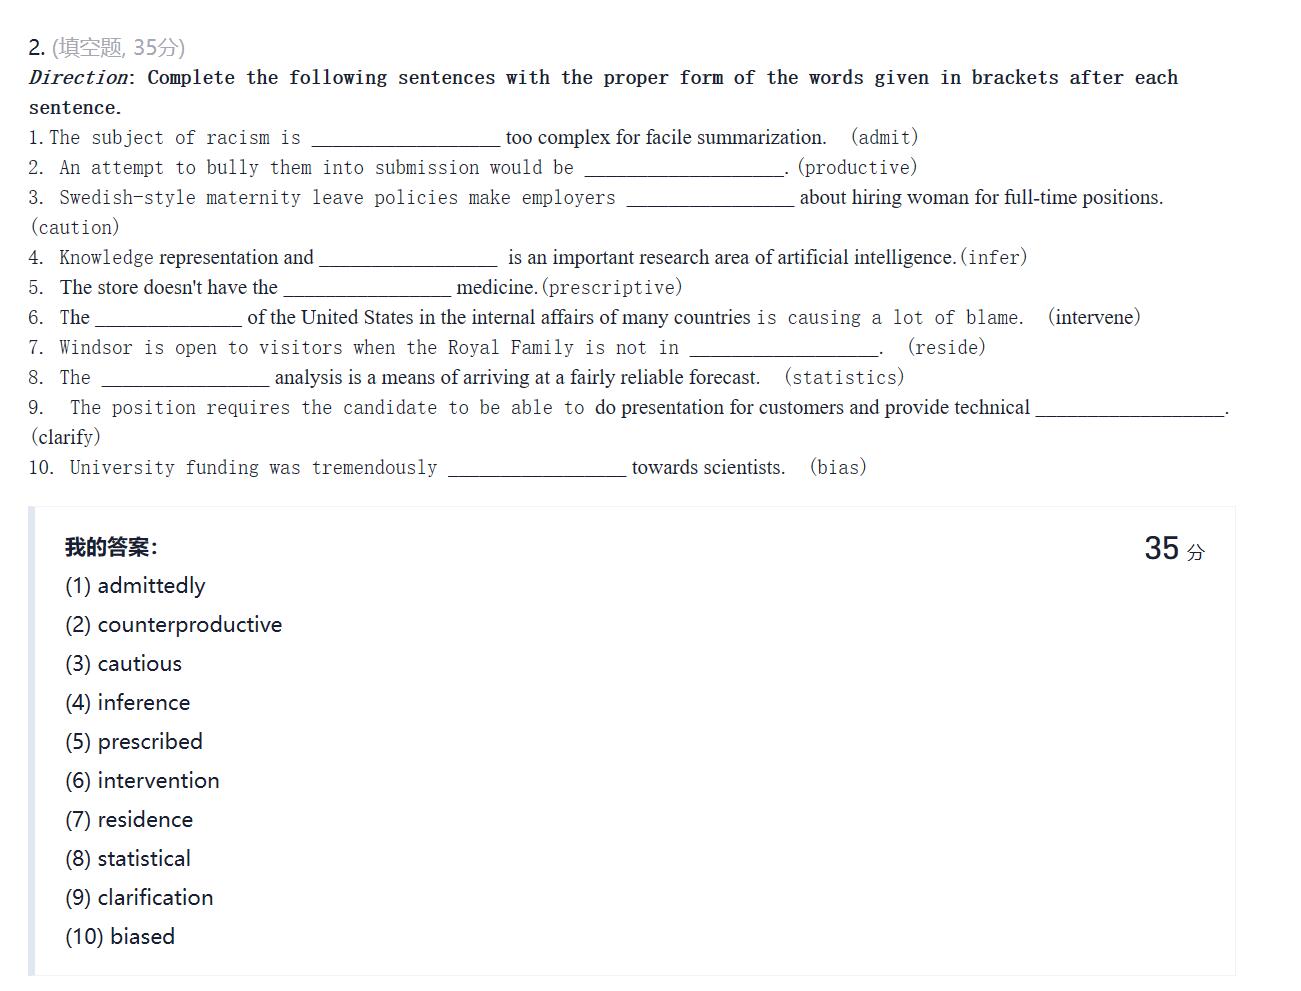 2. (填空题, 35分)
Direction: Complete the following sentences with the proper form of the words given in brackets after each
sentence.
1. The subject of racism is __________________ too complex for facile summarization. (admit)
2. An attempt to bully them into submission would be ___________________. (productive)
3. Swedish-style maternity leave policies make employers ________________ about hiring woman for full-time positions.
(caution)
4. Knowledge representation and _________________ is an important research area of artificial intelligence. (infer)
5. The store doesn't have the ________________ medicine. (prescriptive)
6. The ______________ of the United States in the internal affairs of many countries is causing a lot of blame. (intervene)
7. Windsor is open to visitors when the Royal Family is not in __________________. (reside)
8. The ________________ analysis is a means of arriving at a fairly reliable forecast. (statistics)
9. The position requires the candidate to be able to do presentation for customers and provide technical __________________.
(clarify)
10. University funding was tremendously _________________ towards scientists. (bias)
我的答案：
35 分
(1) admittedly
(2) counterproductive
(3) cautious
(4) inference
(5) prescribed
(6) intervention
(7) residence
(8) statistical
(9) clarification
(10) biased